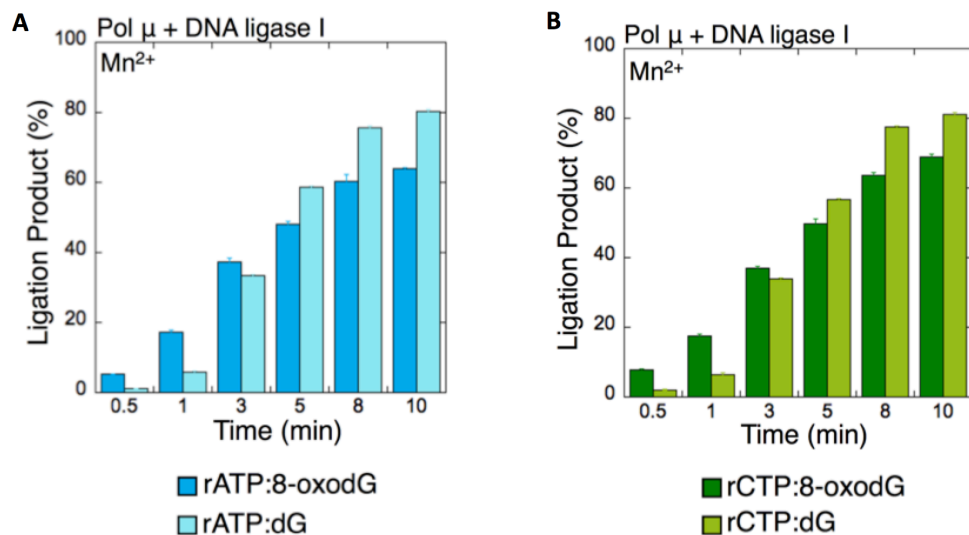 A
Pol μ + DNA ligase I
Mn²⁺
100
80
60
40
20
0
Ligation Product (%)
0.5 1 3 5 8 10
Time (min)
rATP:8-oxodG
rATP:dG
B
Pol μ + DNA ligase I
Mn²⁺
100
80
60
40
20
0
Ligation Product (%)
0.5 1 3 5 8 10
Time (min)
rCTP:8-oxodG
rCTP:dG